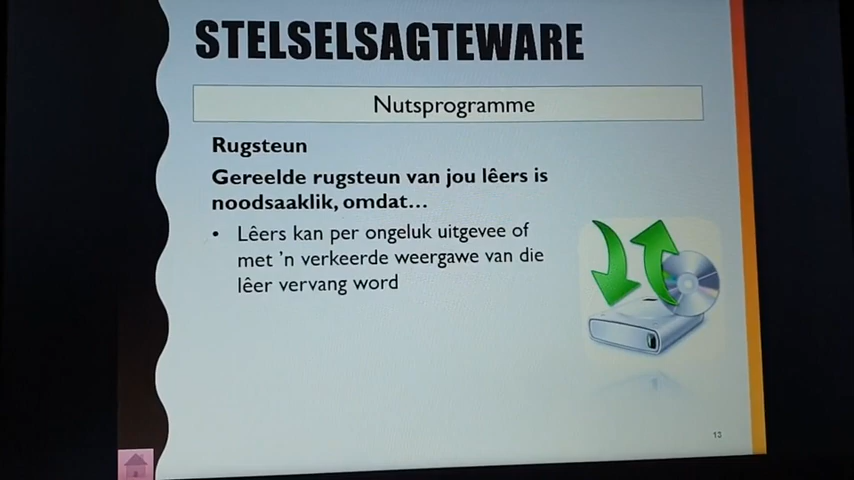 STELSELSAGTEWARE
Nutsprogramme
Rugsteun
Gereelde rugsteun van jou lêers is
noodsaaklik, omdat...
• Lêers kan per ongeluk uitgevee of
met 'n verkeerde weergawe van die
lêer vervang word
13